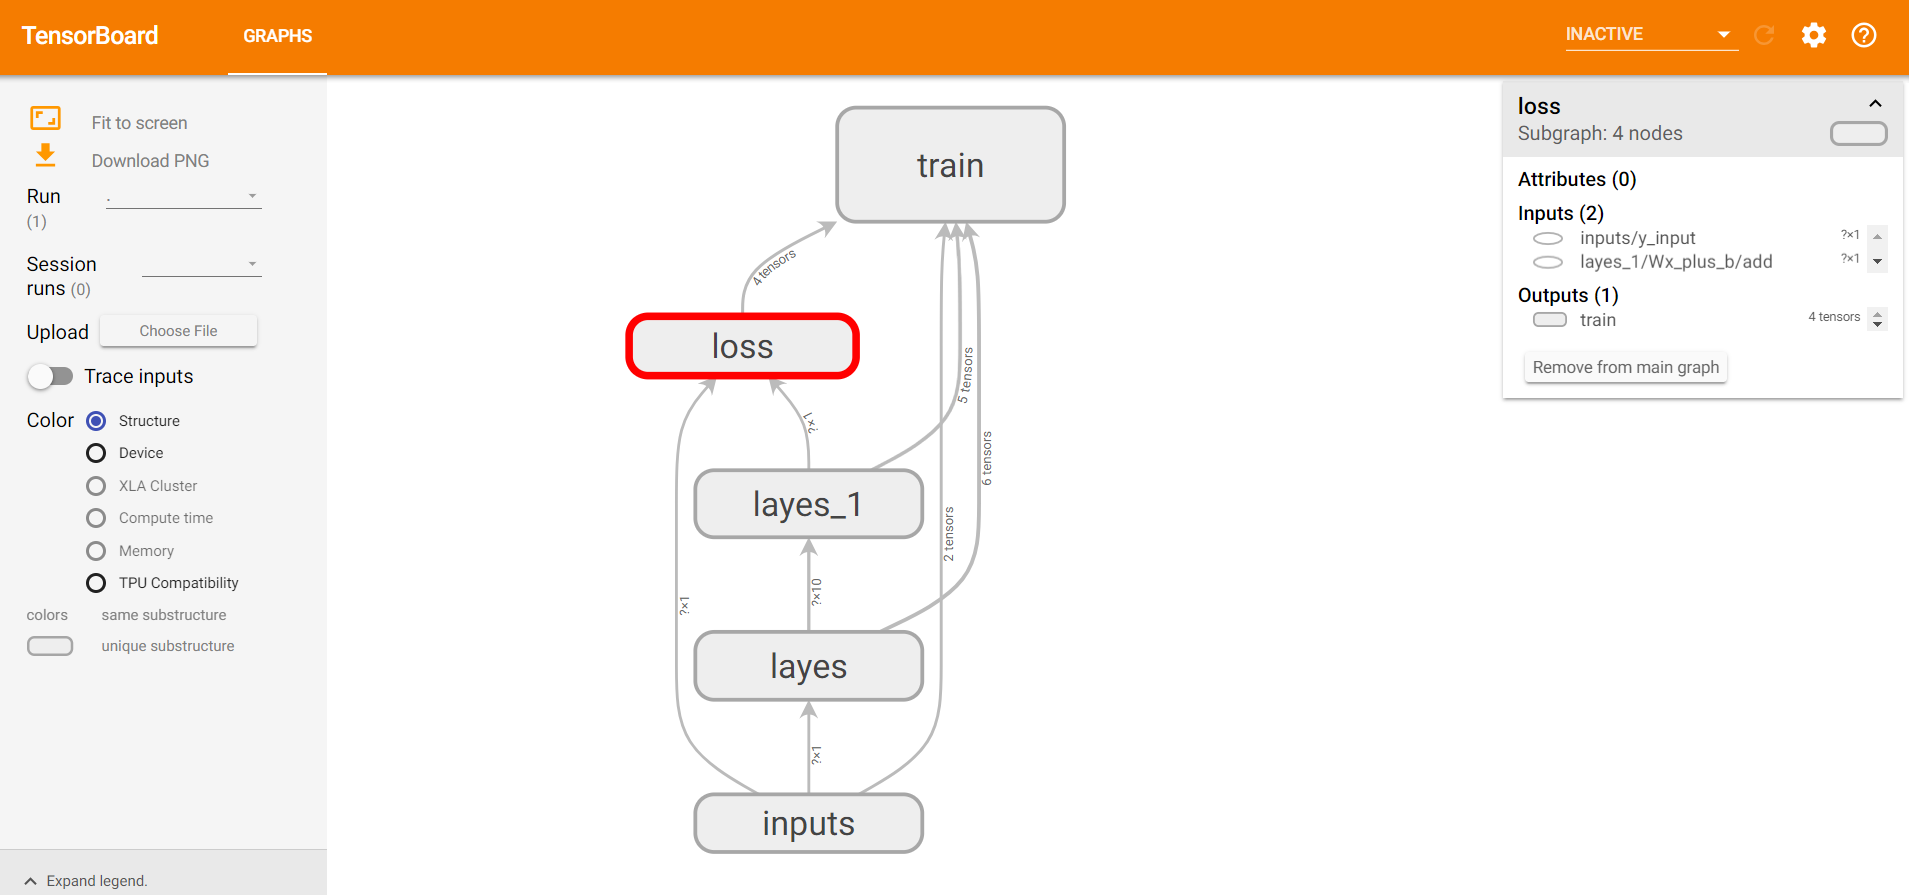 TensorBoard
GRAPHS
INACTIVE
Fit to screen
Download PNG
Run
(1)
.
Session
runs (0)
Upload
Choose File
Trace inputs
Color
Structure
Device
XLA Cluster
Compute time
Memory
TPU Compatibility
colors
same substructure
unique substructure
Expand legend.
train
4 tensors
loss
?×1
5 tensors
6 tensors
layes_1
2 tensors
?×10
?×1
layes
?×1
inputs
loss
Subgraph: 4 nodes
Attributes (0)
Inputs (2)
inputs/y_input ?×1
layes_1/Wx_plus_b/add ?×1
Outputs (1)
train 4 tensors
Remove from main graph